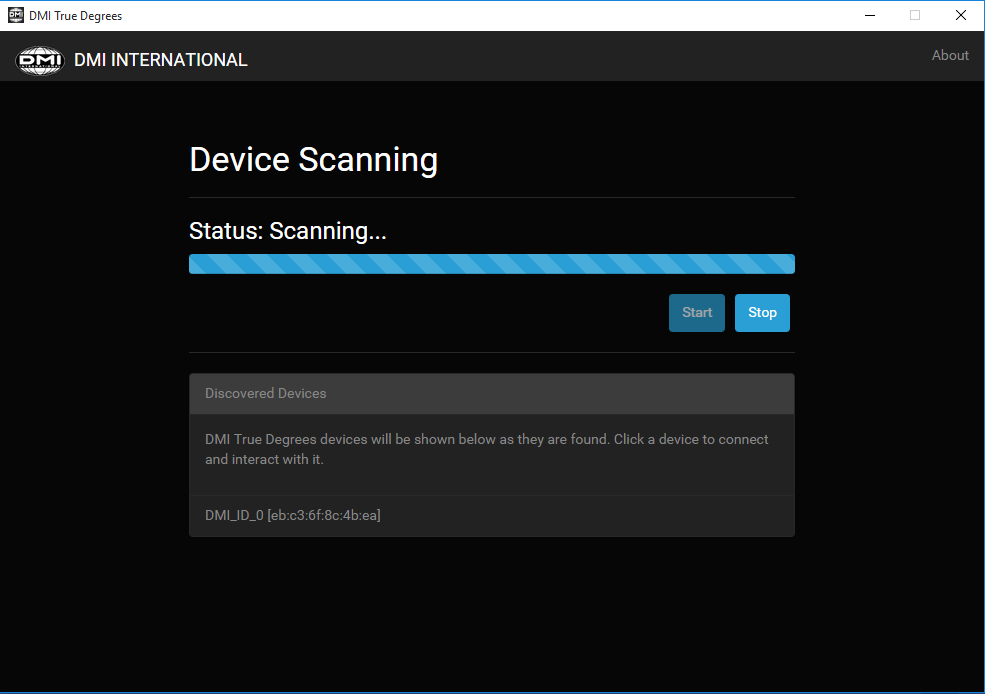 DMI True Degrees
DMI INTERNATIONAL
About
Device Scanning
Status: Scanning...
Start
Stop
Discovered Devices
DMI True Degrees devices will be shown below as they are found. Click a device to connect
and interact with it.
DMI_ID_0 [eb:c3:6f:8c:4b:ea]